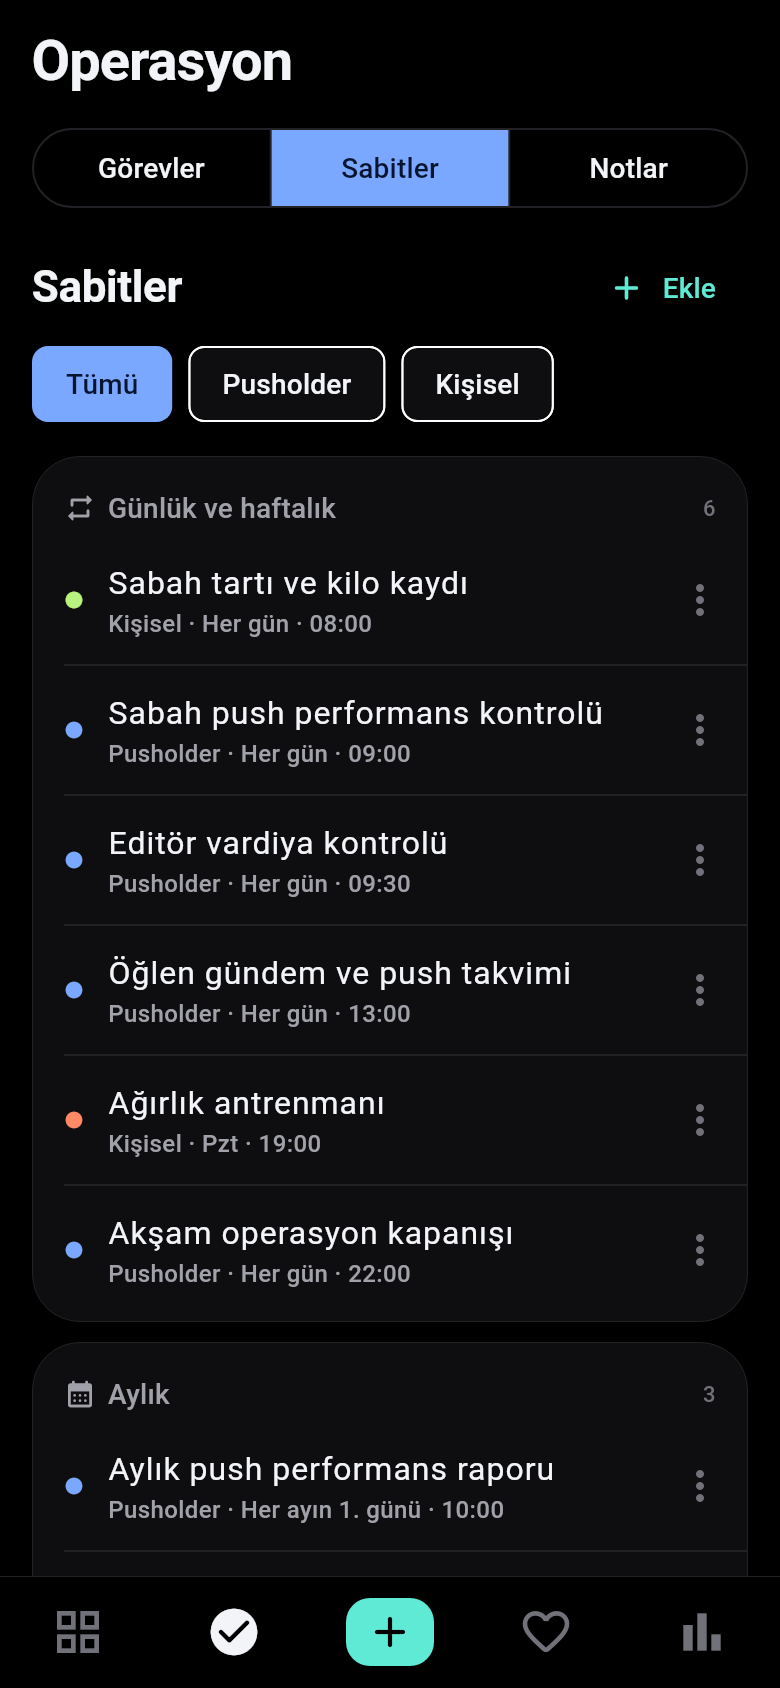 Operasyon
Görevler Sabitler Notlar
Sabitler + Ekle
Tümü Pusholder Kişisel
Günlük ve haftalık 6
Sabah tartı ve kilo kaydı
Kişisel · Her gün · 08:00
Sabah push performans kontrolü
Pusholder · Her gün · 09:00
Editör vardiya kontrolü
Pusholder · Her gün · 09:30
Öğlen gündem ve push takvimi
Pusholder · Her gün · 13:00
Ağırlık antrenmanı
Kişisel · Pzt · 19:00
Akşam operasyon kapanışı
Pusholder · Her gün · 22:00
Aylık 3
Aylık push performans raporu
Pusholder · Her ayın 1. günü · 10:00